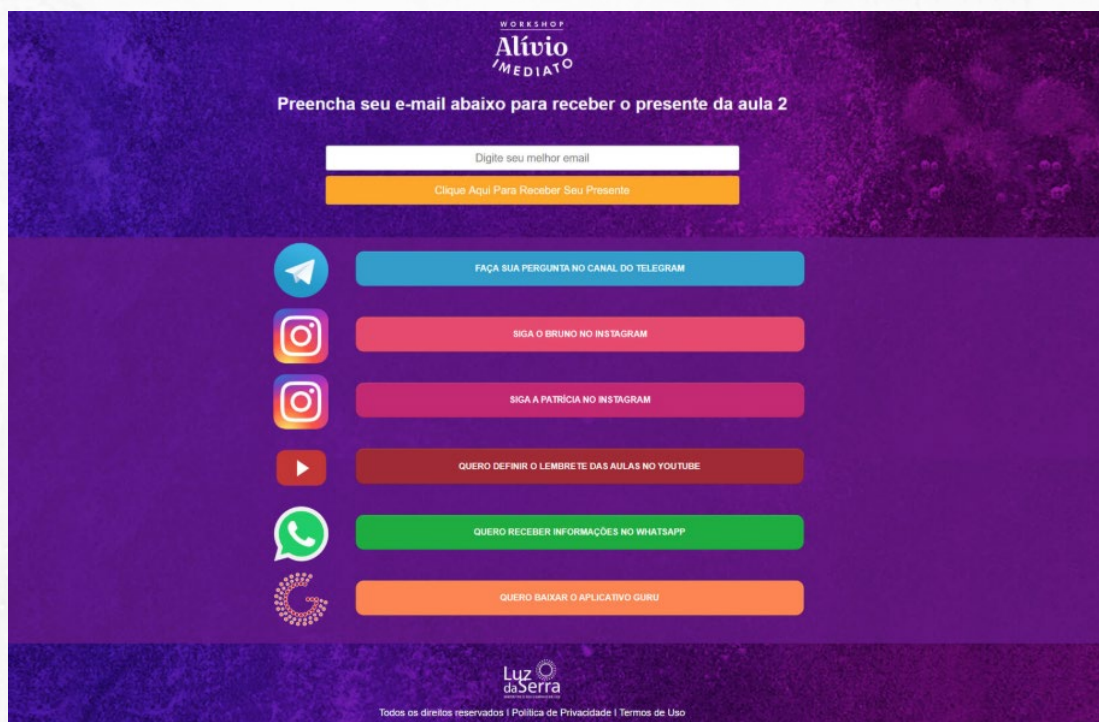 WORKSHOP
Alívio
IMEDIATO
Preencha seu e-mail abaixo para receber o presente da aula 2
Digite seu melhor email
Clique Aqui Para Receber Seu Presente
FAÇA SUA PERGUNTA NO CANAL DO TELEGRAM
SIGA O BRUNO NO INSTAGRAM
SIGA A PATRÍCIA NO INSTAGRAM
QUERO DEFINIR O LEMBRETE DAS AULAS NO YOUTUBE
QUERO RECEBER INFORMAÇÕES NO WHATSAPP
QUERO BAIXAR O APLICATIVO GURU
Luz
daSerra
Todos os direitos reservados | Política de Privacidade | Termos de Uso